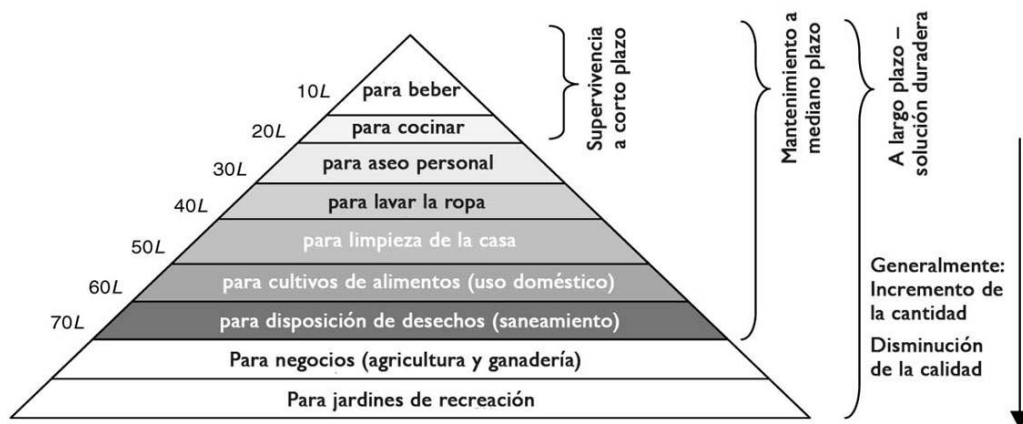 10L
para beber
20L
para cocinar
30L
para aseo personal
40L
para lavar la ropa
50L
para limpieza de la casa
60L
para cultivos de alimentos (uso doméstico)
70L
para disposición de desechos (saneamiento)
Para negocios (agricultura y ganadería)
Para jardines de recreación
Supervivencia
a corto plazo
Mantenimiento a
mediano plazo
A largo plazo –
solución duradera
Generalmente:
Incremento de
la cantidad
Disminución
de la calidad